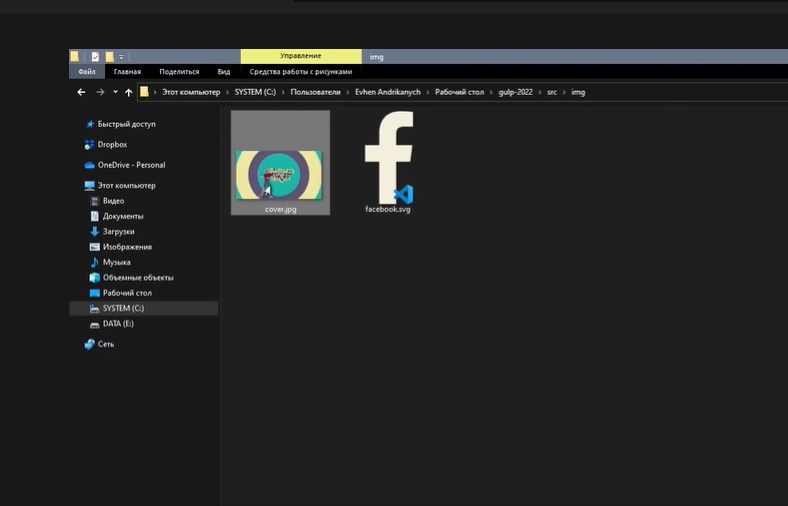 Управление
img
Файл
Главная
Поделиться
Вид
Средства работы с рисунками
Этот компьютер › SYSTEM (C:) › Пользователи › Evhen Andrikanych › Рабочий стол › gulp-2022 › src › img
Быстрый доступ
Dropbox
OneDrive - Personal
Этот компьютер
Видео
Документы
Загрузки
Изображения
Музыка
Объемные объекты
Рабочий стол
SYSTEM (C:)
DATA (E:)
Сеть
cover.jpg
facebook.svg